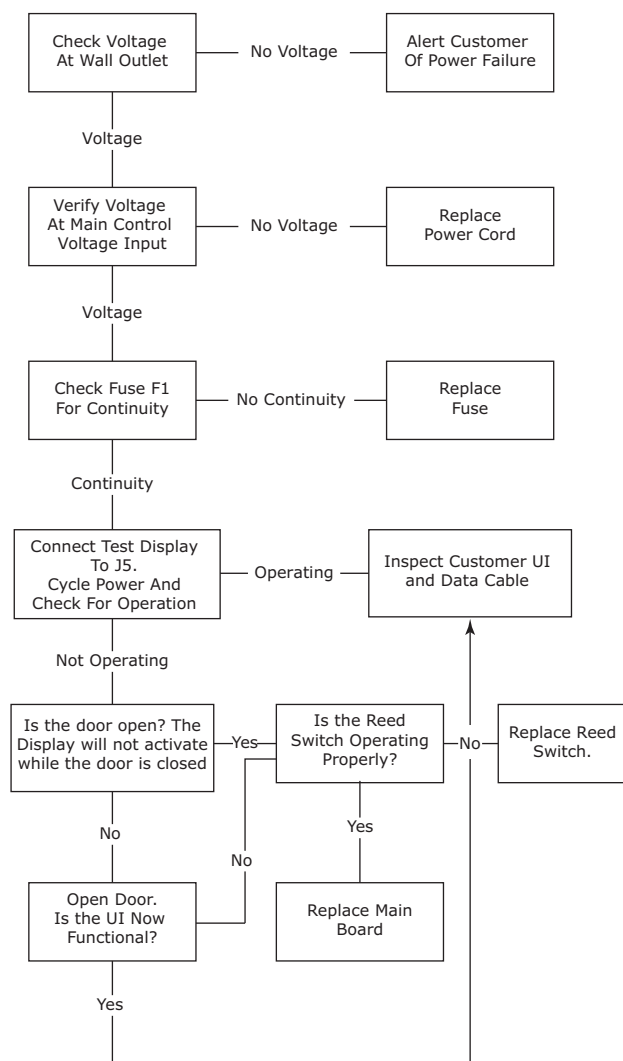 Check Voltage
At Wall Outlet
No Voltage
Alert Customer
Of Power Failure
Voltage
Verify Voltage
At Main Control
Voltage Input
No Voltage
Replace
Power Cord
Voltage
Check Fuse F1
For Continuity
No Continuity
Replace
Fuse
Continuity
Connect Test Display
To J5.
Cycle Power And
Check For Operation
Operating
Inspect Customer UI
and Data Cable
Not Operating
Is the door open? The
Display will not activate
while the door is closed
Yes
Is the Reed
Switch Operating
Properly?
No
Replace Reed
Switch.
No
No
Yes
Open Door.
Is the UI Now
Functional?
Replace Main
Board
Yes